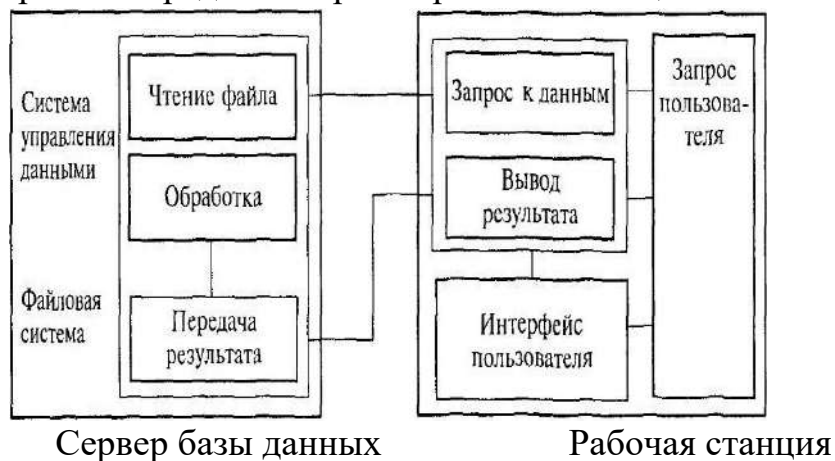 Чтение файла
Система
управления
данными
Обработка
Файловая
система
Передача
результата
Запрос к данным
Вывод
результата
Интерфейс
пользователя
Запрос
пользова-
теля
Сервер базы данных
Рабочая станция